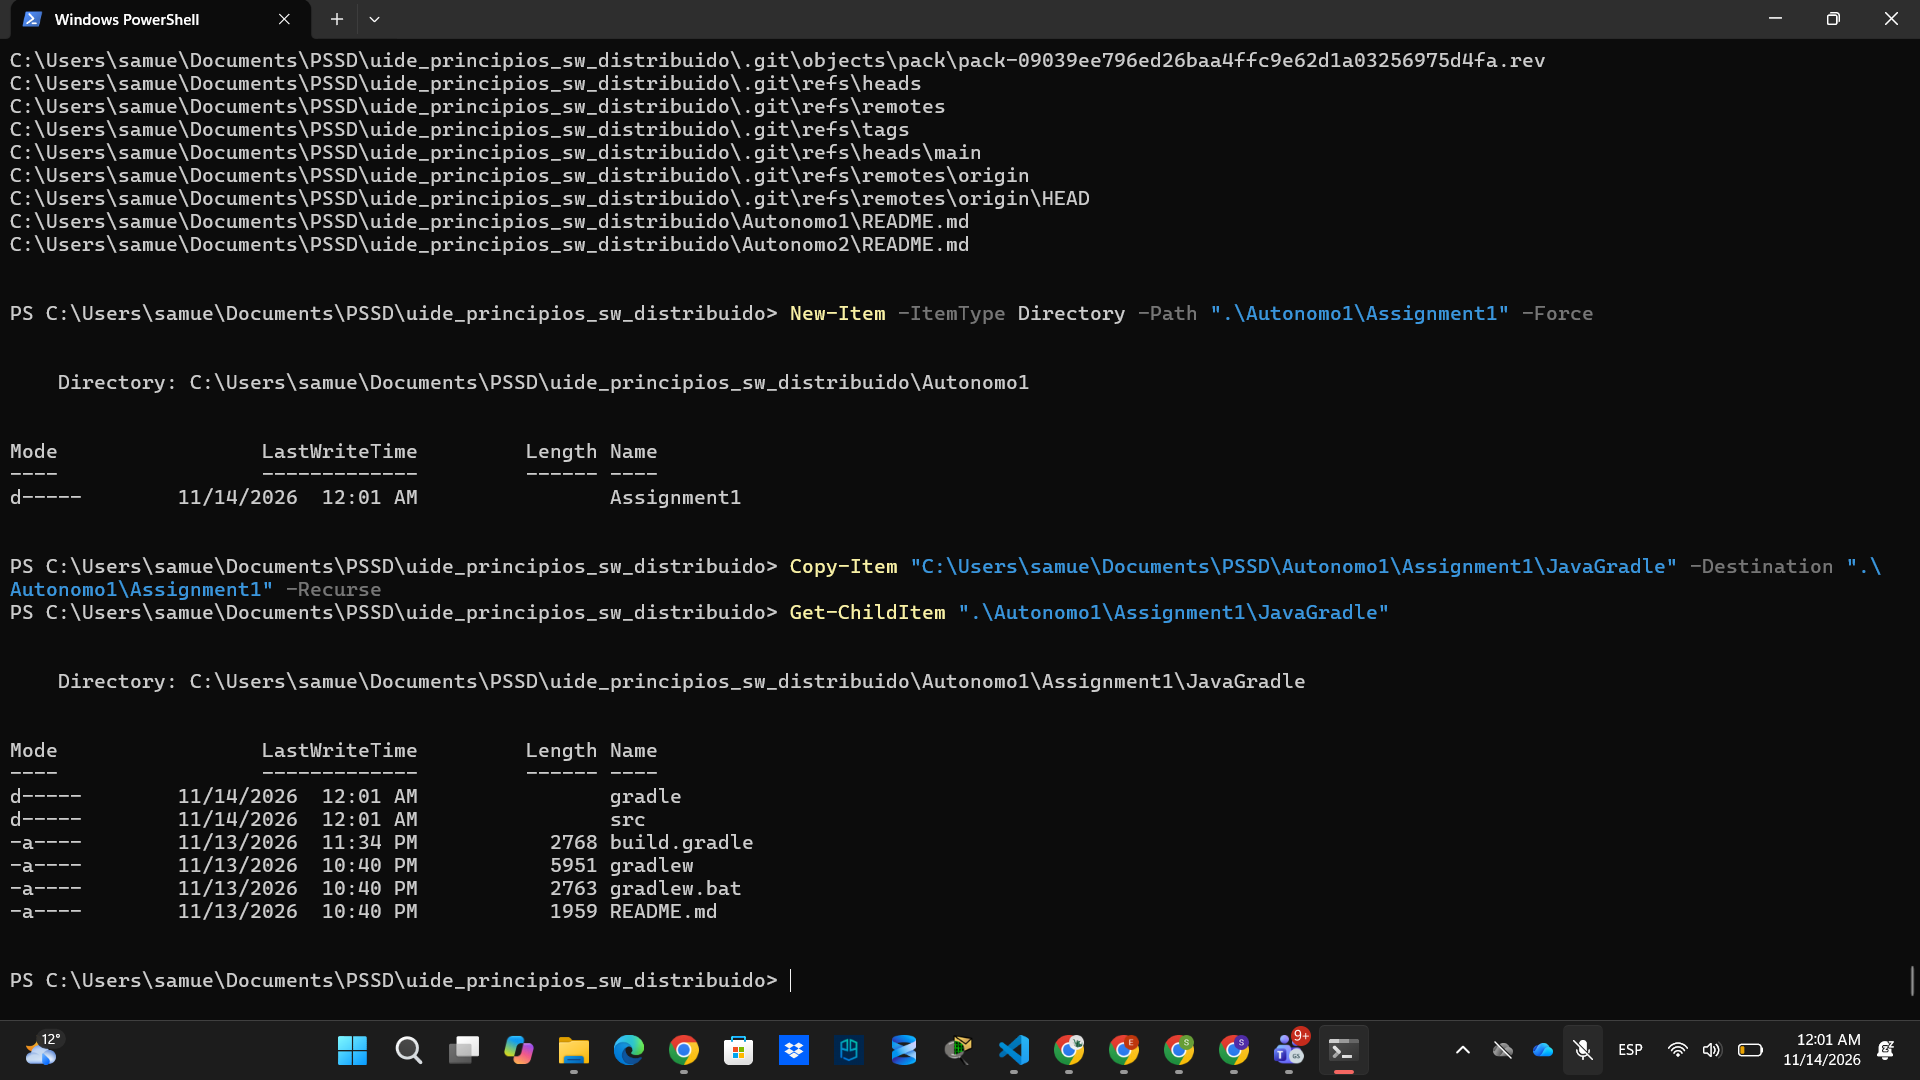 Windows PowerShell
C:\Users\samue\Documents\PSSD\uide_principios_sw_distribuido\.git\objects\pack\pack-09039ee796ed26baa4ffc9e62d1a03256975d4fa.rev
C:\Users\samue\Documents\PSSD\uide_principios_sw_distribuido\.git\refs\heads
C:\Users\samue\Documents\PSSD\uide_principios_sw_distribuido\.git\refs\remotes
C:\Users\samue\Documents\PSSD\uide_principios_sw_distribuido\.git\refs\tags
C:\Users\samue\Documents\PSSD\uide_principios_sw_distribuido\.git\refs\heads\main
C:\Users\samue\Documents\PSSD\uide_principios_sw_distribuido\.git\refs\remotes\origin
C:\Users\samue\Documents\PSSD\uide_principios_sw_distribuido\.git\refs\remotes\origin\HEAD
C:\Users\samue\Documents\PSSD\uide_principios_sw_distribuido\Autonomo1\README.md
C:\Users\samue\Documents\PSSD\uide_principios_sw_distribuido\Autonomo2\README.md
PS C:\Users\samue\Documents\PSSD\uide_principios_sw_distribuido> New-Item -ItemType Directory -Path ".\Autonomo1\Assignment1" -Force
Directory: C:\Users\samue\Documents\PSSD\uide_principios_sw_distribuido\Autonomo1
Mode LastWriteTime Length Name
---- ------------- ------ ----
d----- 11/14/2026 12:01 AM Assignment1
PS C:\Users\samue\Documents\PSSD\uide_principios_sw_distribuido> Copy-Item "C:\Users\samue\Documents\PSSD\Autonomo1\Assignment1\JavaGradle" -Destination ".\
Autonomo1\Assignment1" -Recurse
PS C:\Users\samue\Documents\PSSD\uide_principios_sw_distribuido> Get-ChildItem ".\Autonomo1\Assignment1\JavaGradle"
Directory: C:\Users\samue\Documents\PSSD\uide_principios_sw_distribuido\Autonomo1\Assignment1\JavaGradle
Mode LastWriteTime Length Name
---- ------------- ------ ----
d----- 11/14/2026 12:01 AM gradle
d----- 11/14/2026 12:01 AM src
-a---- 11/13/2026 11:34 PM 2768 build.gradle
-a---- 11/13/2026 10:40 PM 5951 gradlew
-a---- 11/13/2026 10:40 PM 2763 gradlew.bat
-a---- 11/13/2026 10:40 PM 1959 README.md
PS C:\Users\samue\Documents\PSSD\uide_principios_sw_distribuido>
12°
9+
ESP
12:01 AM
11/14/2026